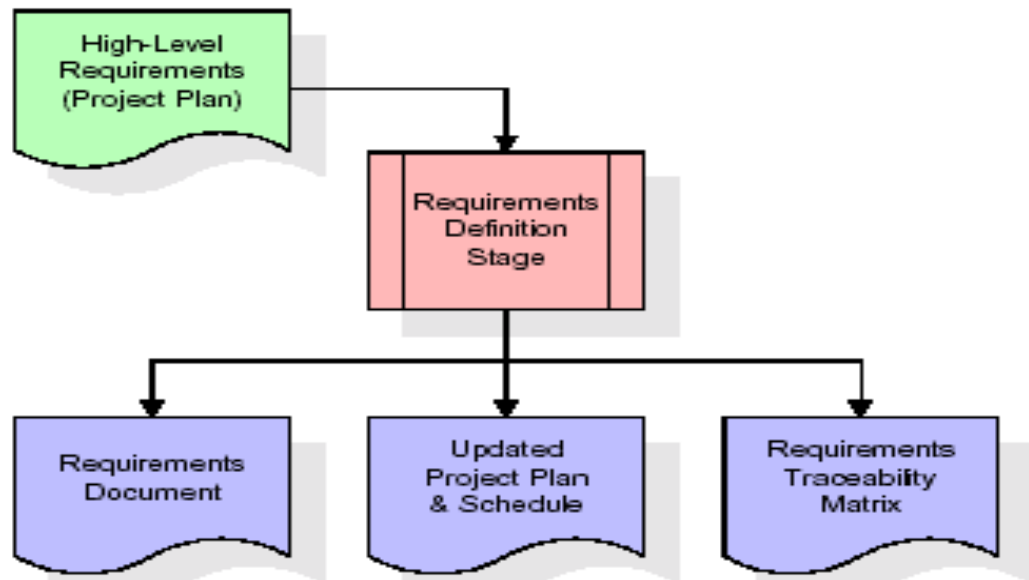 High-Level
Requirements
(Project Plan)
Requirements
Definition
Stage
Requirements
Document
Updated
Project Plan
& Schedule
Requirements
Traceability
Matrix